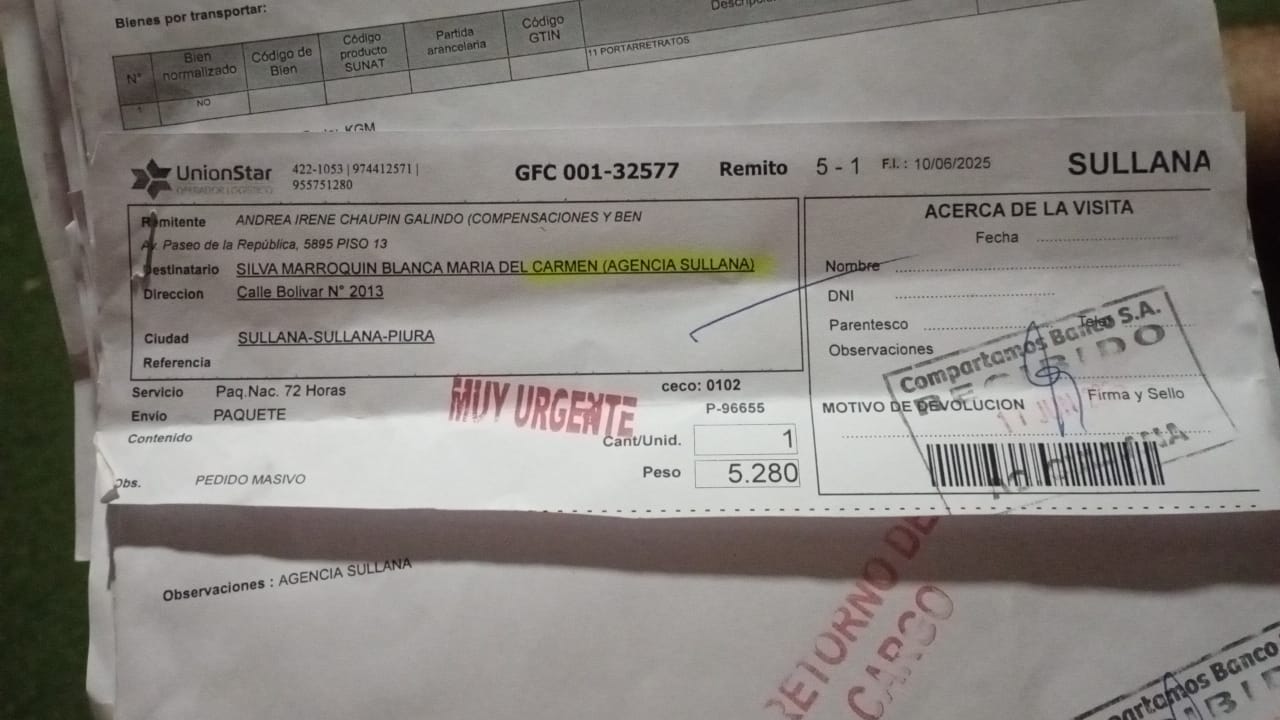 Bienes por transportar:
N° Bien normalizado Código de Bien Código producto SUNAT Partida arancelaria Código GTIN
1 NO 11 PORTARRETRATOS
KGM
UnionStar 422-1053 | 974412571 | GFC 001-32577 Remito 5 - 1 F.I. : 10/06/2025 SULLANA
OPERADOR LOGISTICO 955751280
Remitente ANDREA IRENE CHAUPIN GALINDO (COMPENSACIONES Y BEN
Av. Paseo de la República, 5895 PISO 13
Destinatario SILVA MARROQUIN BLANCA MARIA DEL CARMEN (AGENCIA SULLANA)
Direccion Calle Bolivar N° 2013
Ciudad SULLANA-SULLANA-PIURA
Referencia
ACERCA DE LA VISITA
Fecha
Nombre
DNI
Parentesco
Observaciones
Firma y Sello
MOTIVO DE DEVOLUCION
Compartamos Banco S.A.
RECIBIDO
Servicio Paq.Nac. 72 Horas ceco: 0102
Envio PAQUETE MUY URGENTE P-96655
Contenido Cant/Unid. 1
Peso 5.280
Obs. PEDIDO MASIVO
Observaciones : AGENCIA SULLANA
RETORNO DE
CARGO
Compartamos Banco